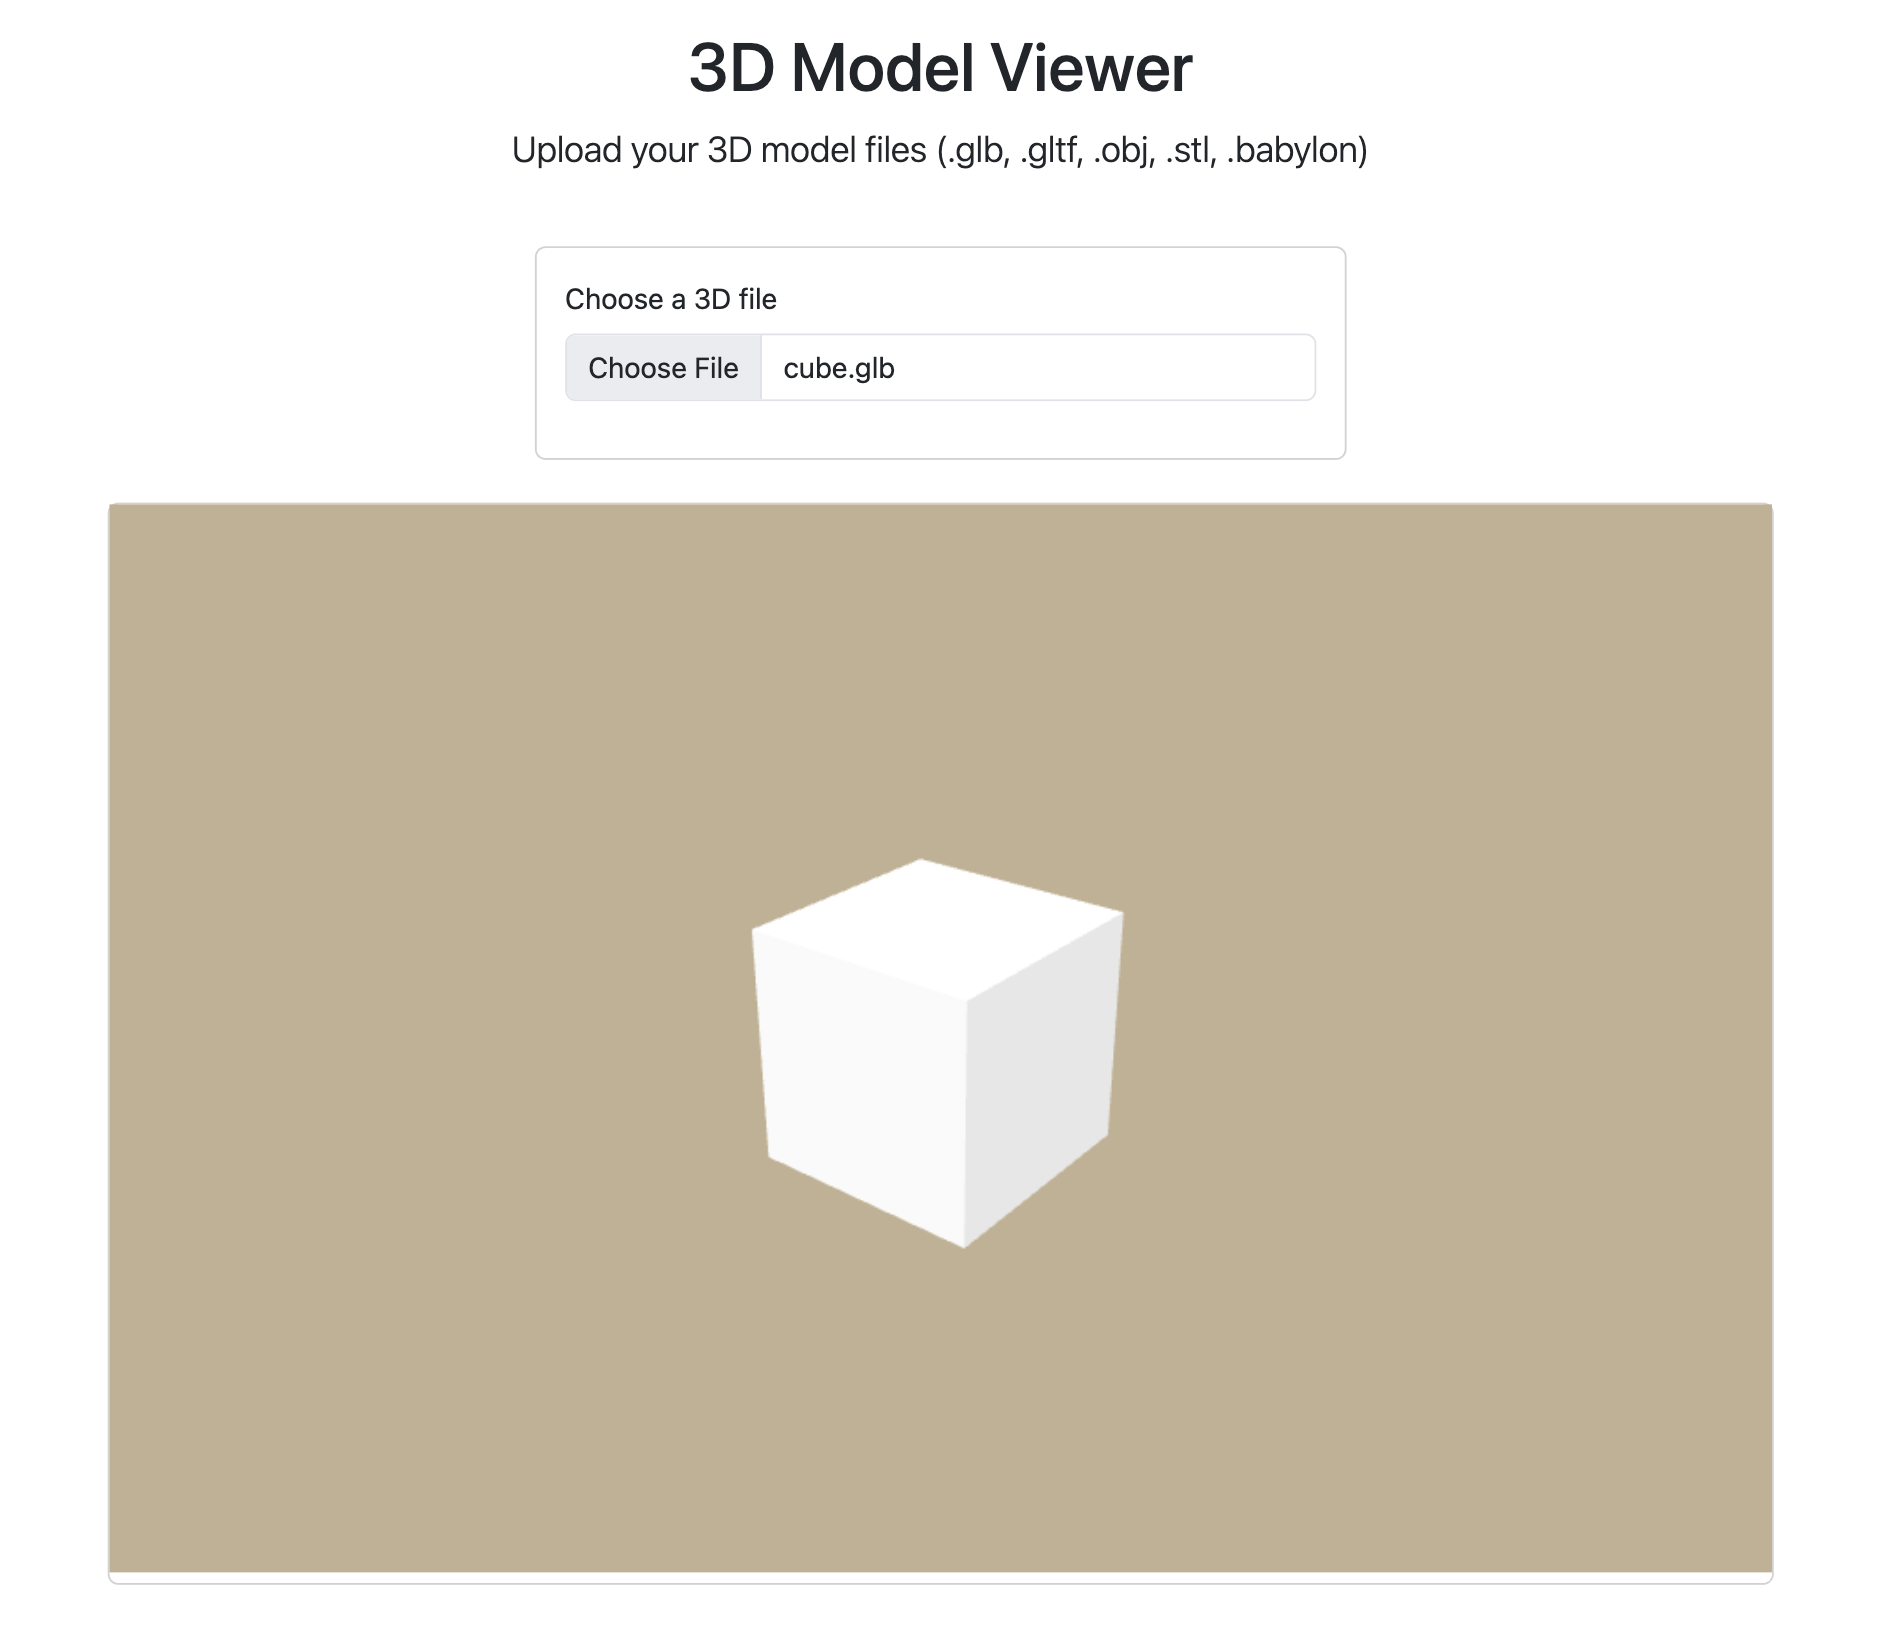 3D Model Viewer
Upload your 3D model files (.glb, .gltf, .obj, .stl, .babylon)
Choose a 3D file
Choose File cube.glb